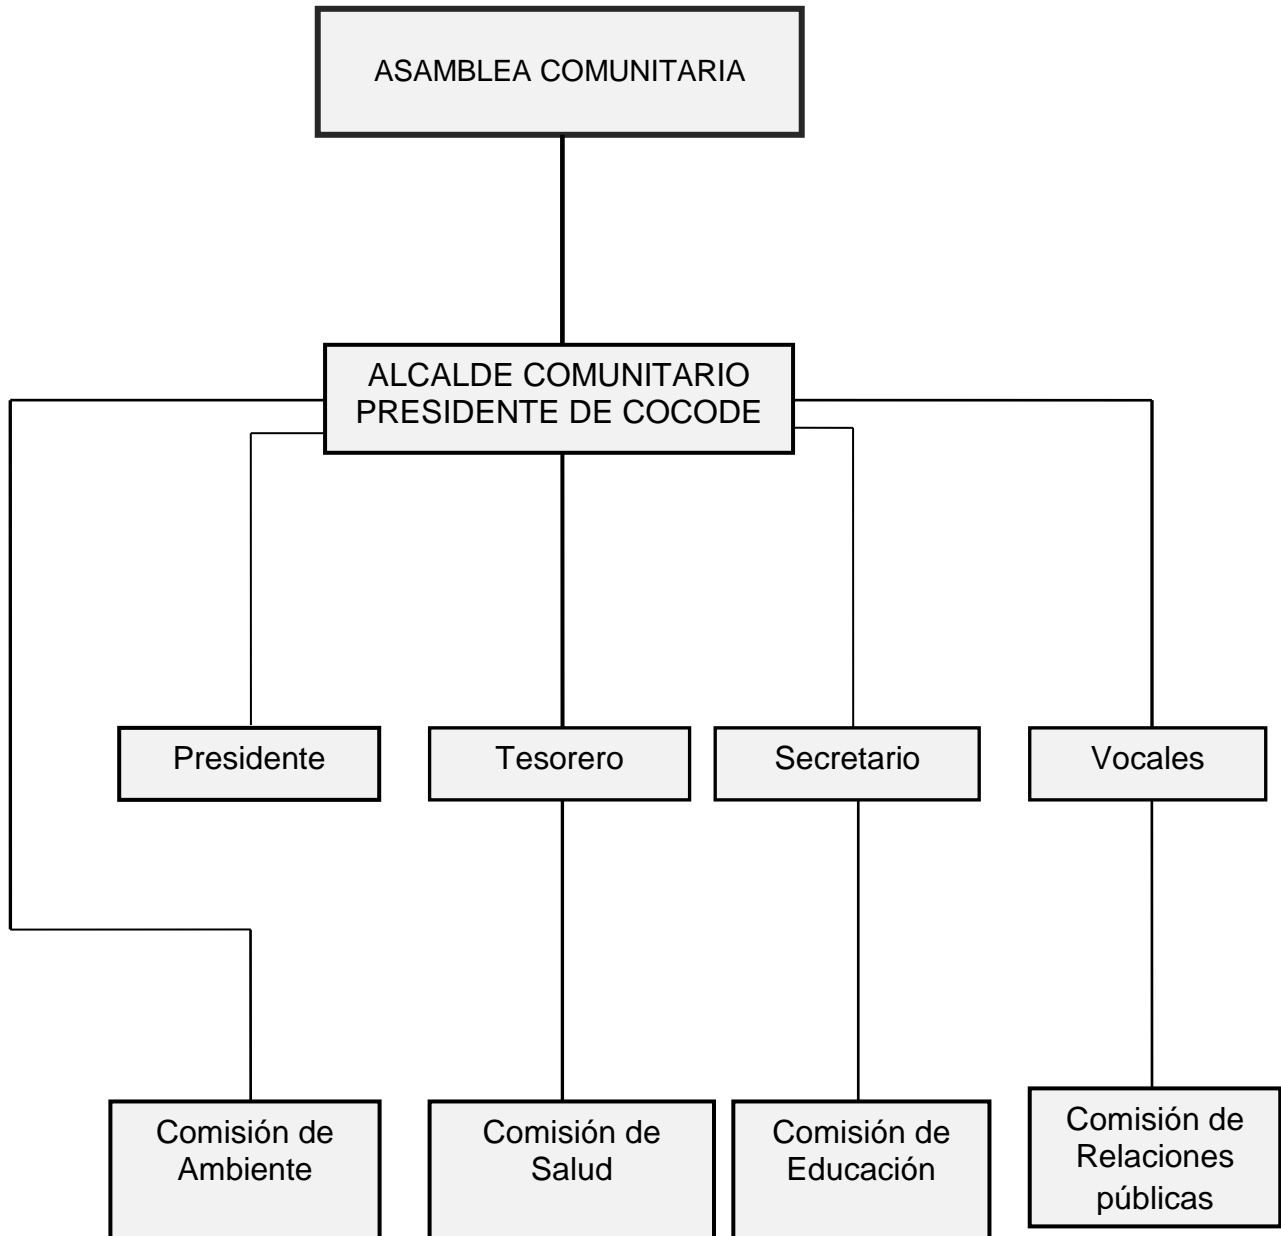 ASAMBLEA COMUNITARIA
ALCALDE COMUNITARIO
PRESIDENTE DE COCODE
Presidente
Tesorero
Secretario
Vocales
Comisión de
Ambiente
Comisión de
Salud
Comisión de
Educación
Comisión de
Relaciones
públicas